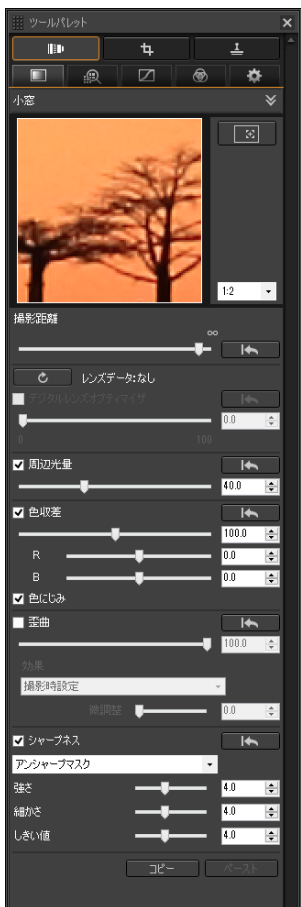 ツールパレット
小窓
1:2
撮影距離
∞
レンズデータ:なし
デジタルレンズオプティマイザ
0.0
0 100
周辺光量
40.0
色収差
100.0
R 0.0
B 0.0
色にじみ
歪曲
100.0
効果
撮影時設定
微調整 0.0
シャープネス
アンシャープマスク
強さ 4.0
細かさ 4.0
しきい値 4.0
コピー ペースト